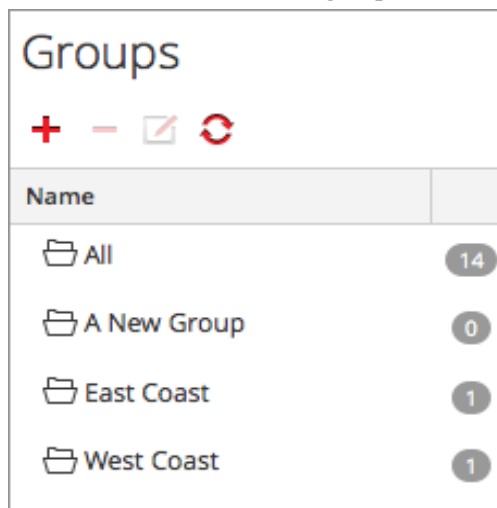 Groups
Name
All 14
A New Group 0
East Coast 1
West Coast 1